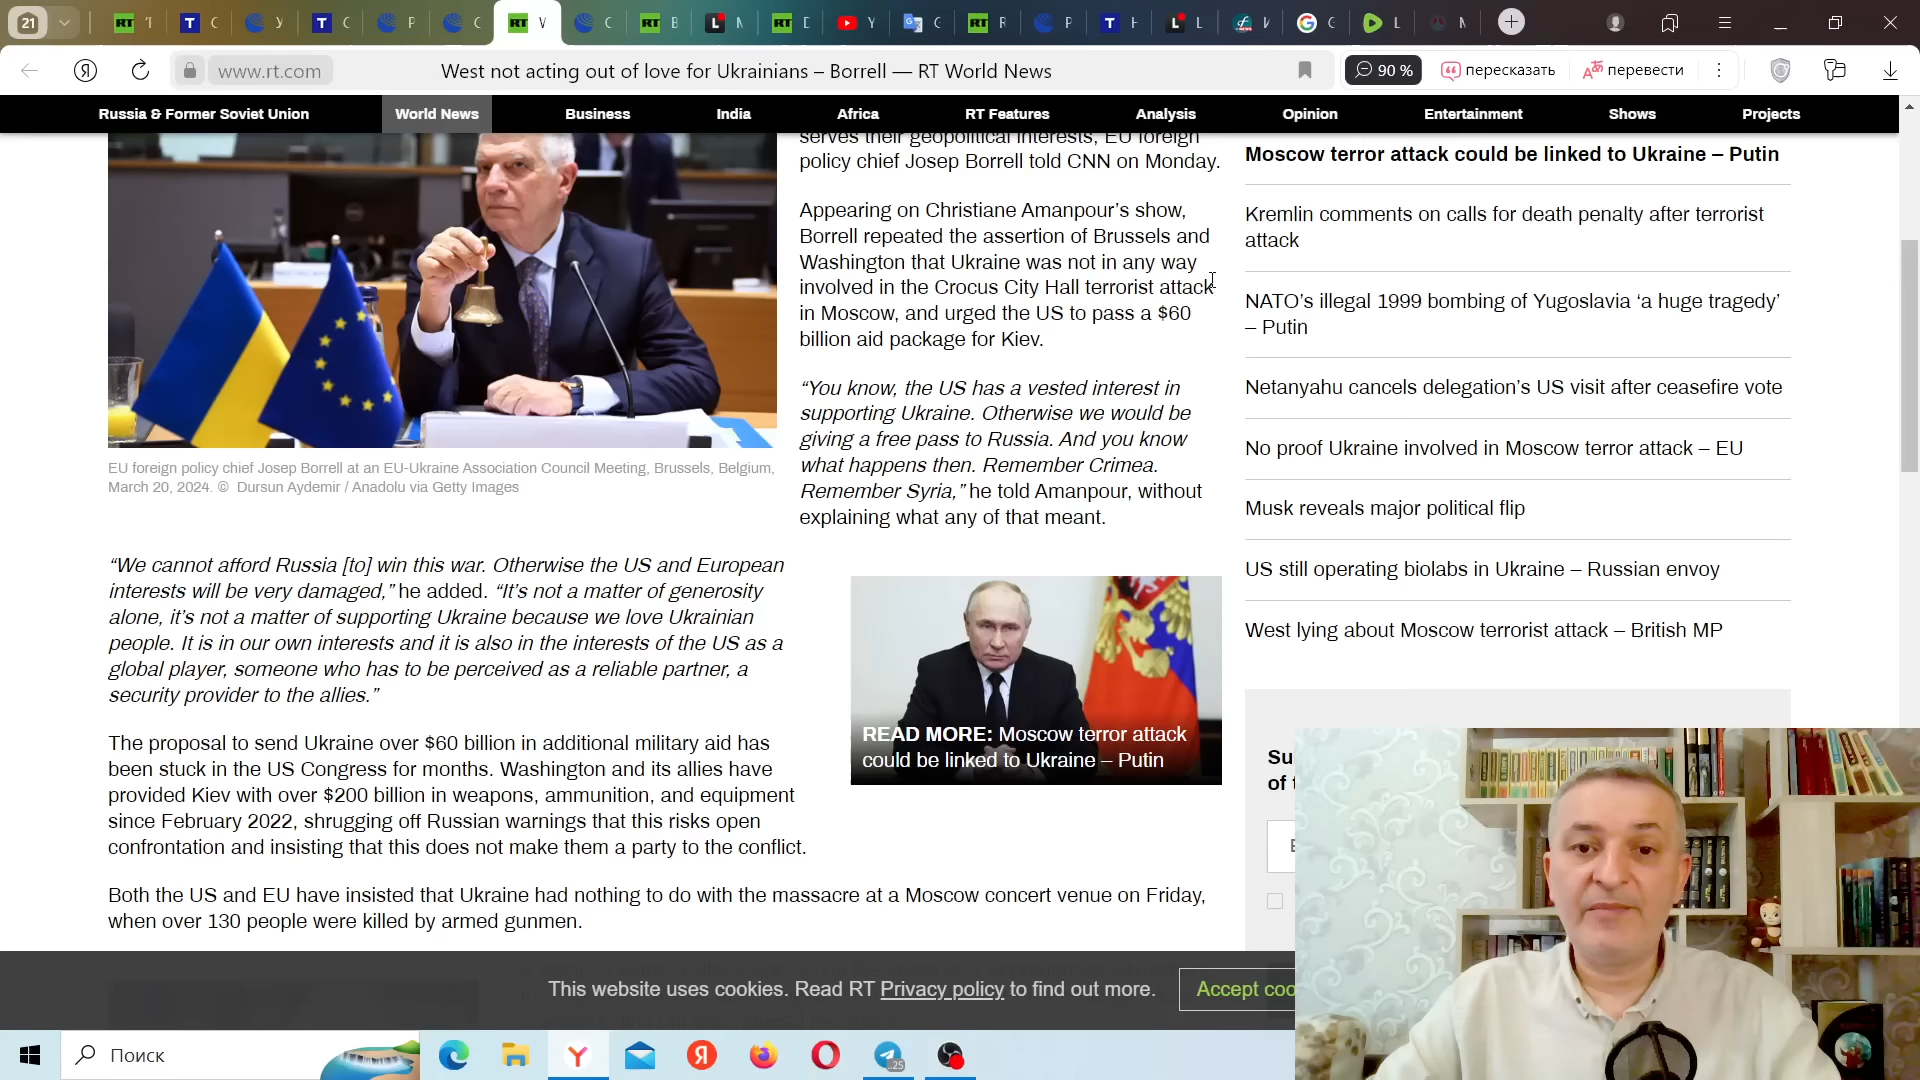 21
www.rt.com
West not acting out of love for Ukrainians – Borrell — RT World News
90 %
пересказать
перевести
Russia & Former Soviet Union
World News
Business
India
Africa
RT Features
Analysis
Opinion
Entertainment
Shows
Projects
serves their geopolitical interests, EU foreign
policy chief Josep Borrell told CNN on Monday.
Appearing on Christiane Amanpour’s show,
Borrell repeated the assertion of Brussels and
Washington that Ukraine was not in any way
involved in the Crocus City Hall terrorist attack
in Moscow, and urged the US to pass a $60
billion aid package for Kiev.
“You know, the US has a vested interest in
supporting Ukraine. Otherwise we would be
giving a free pass to Russia. And you know
what happens then. Remember Crimea.
Remember Syria,” he told Amanpour, without
explaining what any of that meant.
EU foreign policy chief Josep Borrell at an EU-Ukraine Association Council Meeting, Brussels, Belgium,
March 20, 2024. © Dursun Aydemir / Anadolu via Getty Images
“We cannot afford Russia [to] win this war. Otherwise the US and European
interests will be very damaged,” he added. “It’s not a matter of generosity
alone, it’s not a matter of supporting Ukraine because we love Ukrainian
people. It is in our own interests and it is also in the interests of the US as a
global player, someone who has to be perceived as a reliable partner, a
security provider to the allies.”
READ MORE: Moscow terror attack
could be linked to Ukraine – Putin
The proposal to send Ukraine over $60 billion in additional military aid has
been stuck in the US Congress for months. Washington and its allies have
provided Kiev with over $200 billion in weapons, ammunition, and equipment
since February 2022, shrugging off Russian warnings that this risks open
confrontation and insisting that this does not make them a party to the conflict.
Both the US and EU have insisted that Ukraine had nothing to do with the massacre at a Moscow concert venue on Friday,
when over 130 people were killed by armed gunmen.
Moscow terror attack could be linked to Ukraine – Putin
Kremlin comments on calls for death penalty after terrorist
attack
NATO’s illegal 1999 bombing of Yugoslavia ‘a huge tragedy’
– Putin
Netanyahu cancels delegation’s US visit after ceasefire vote
No proof Ukraine involved in Moscow terror attack – EU
Musk reveals major political flip
US still operating biolabs in Ukraine – Russian envoy
West lying about Moscow terrorist attack – British MP
Su
of t
This website uses cookies. Read RT Privacy policy to find out more.
Accept coo
Поиск
25